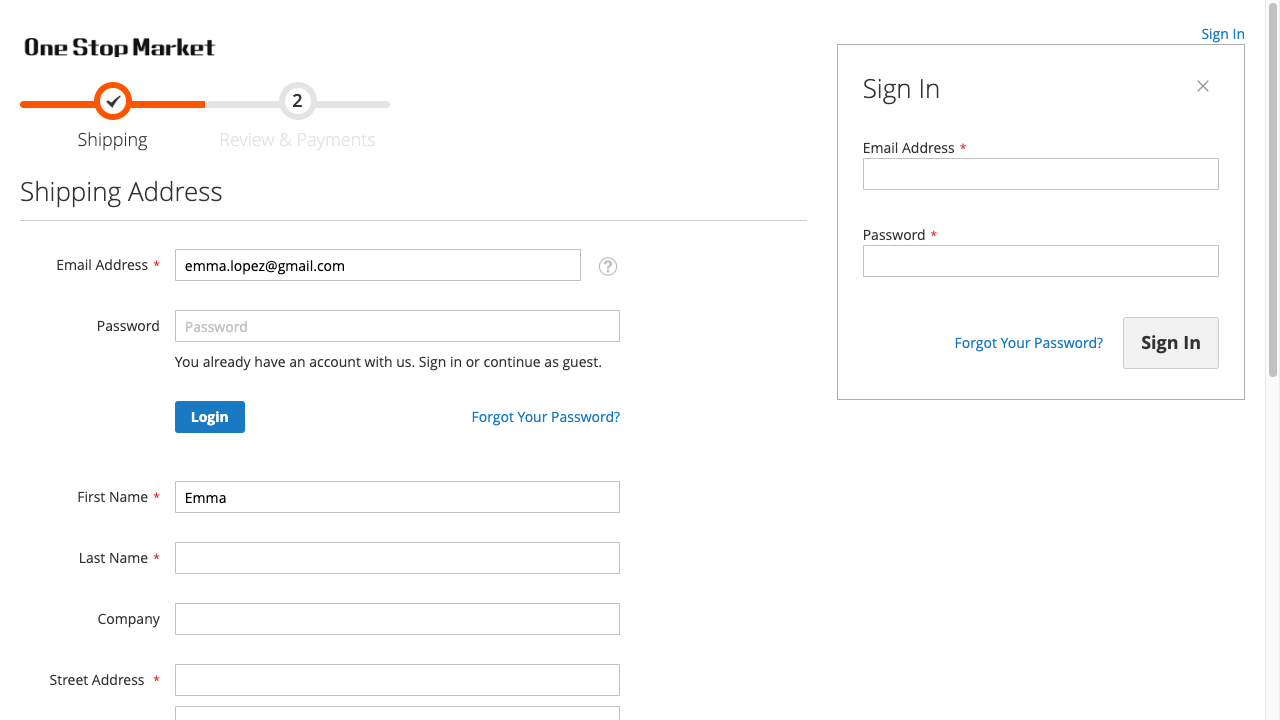 One Stop Market
Sign In
Shipping
2
Review & Payments
Shipping Address
Email Address *
emma.lopez@gmail.com
?
Password
Password
You already have an account with us. Sign in or continue as guest.
Login
Forgot Your Password?
First Name *
Emma
Last Name *
Company
Street Address *
Sign In
Email Address *
Password *
Forgot Your Password?
Sign In